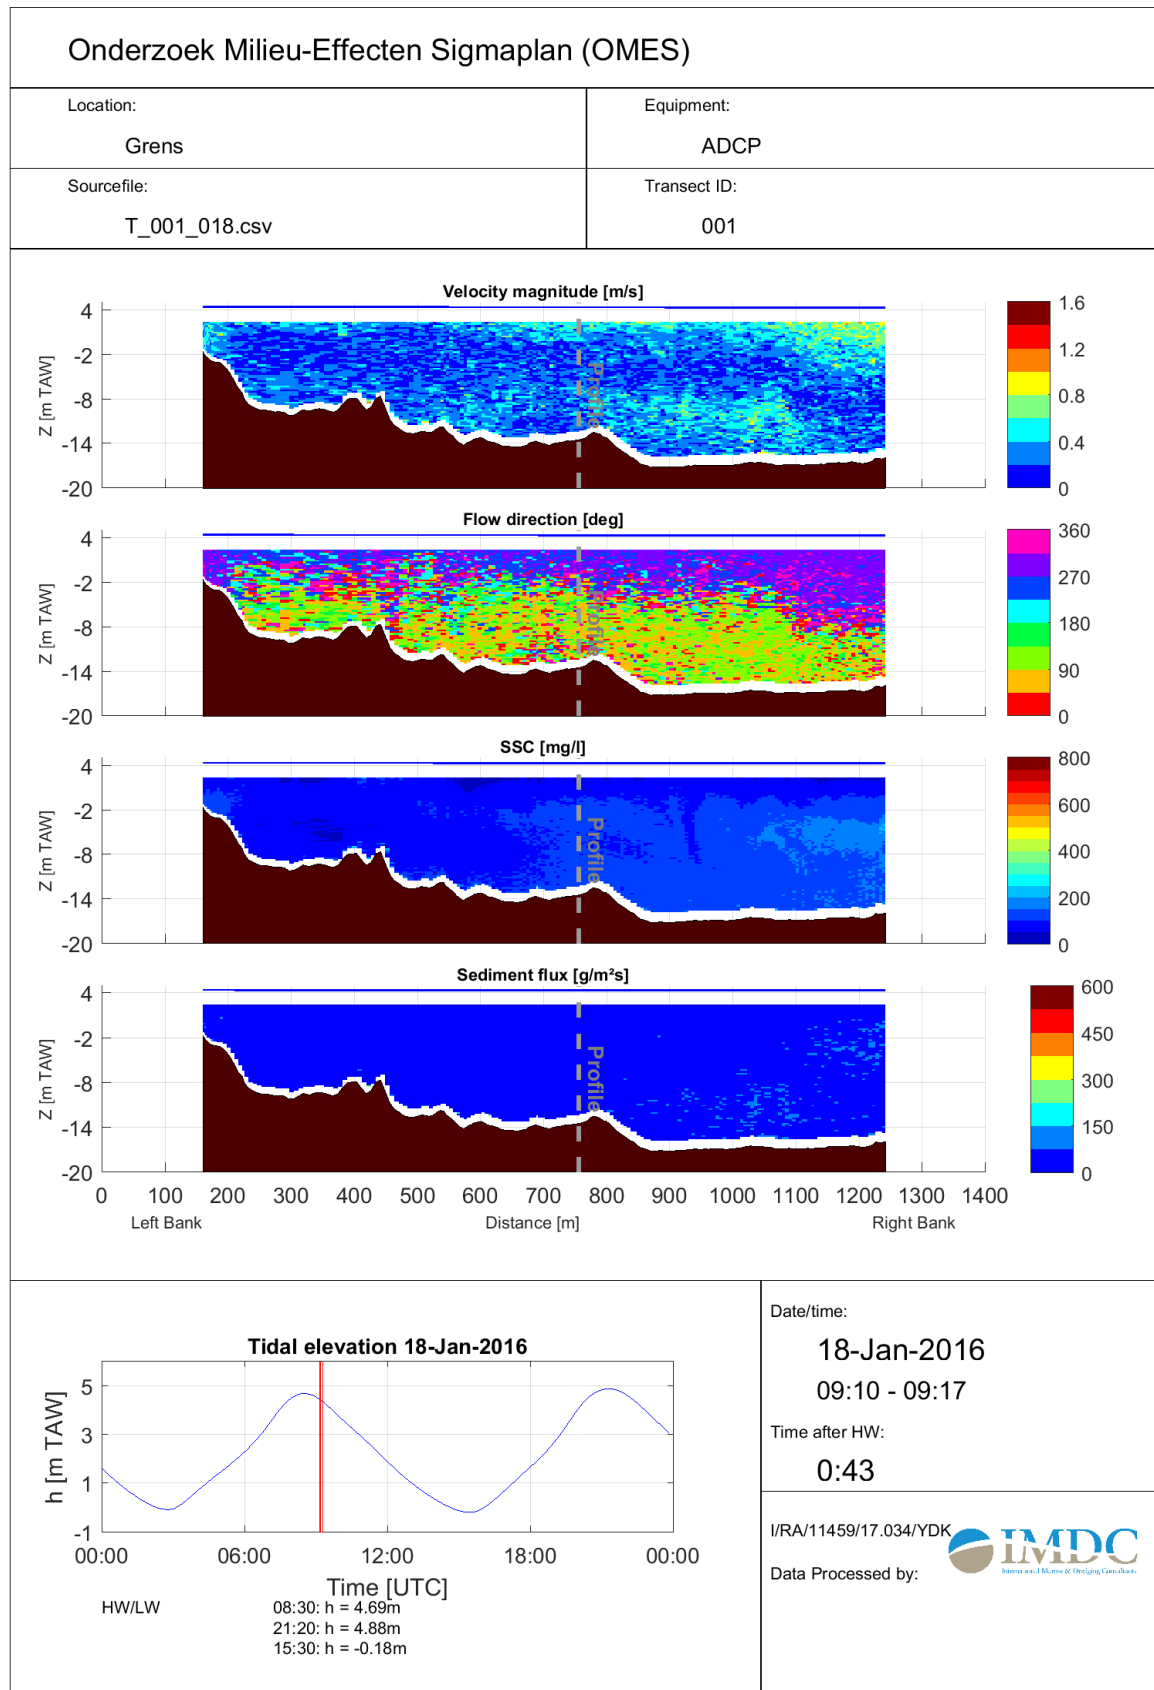 Onderzoek Milieu-Effecten Sigmaplan (OMES)
Location:
Equipment:
Grens
ADCP
Sourcefile:
Transect ID:
T_001_018.csv
001
Velocity magnitude [m/s]
4
-2
-8
-14
-20
Z [m TAW]
Profile
1.6
1.2
0.8
0.4
0
Flow direction [deg]
4
-2
-8
-14
-20
Z [m TAW]
Profile
360
270
180
90
0
SSC [mg/l]
4
-2
-8
-14
-20
Z [m TAW]
Profile
800
600
400
200
0
Sediment flux [g/m²s]
4
-2
-8
-14
-20
Z [m TAW]
Profile
600
450
300
150
0
0 100 200 300 400 500 600 700 800 900 1000 1100 1200 1300 1400
Left Bank
Distance [m]
Right Bank
Tidal elevation 18-Jan-2016
5
3
1
-1
h [m TAW]
00:00 06:00 12:00 18:00 00:00
Time [UTC]
HW/LW
08:30: h = 4.69m
21:20: h = 4.88m
15:30: h = -0.18m
Date/time:
18-Jan-2016
09:10 - 09:17
Time after HW:
0:43
I/RA/11459/17.034/YDK
Data Processed by:
IMDC
International Marine & Dredging Consultants